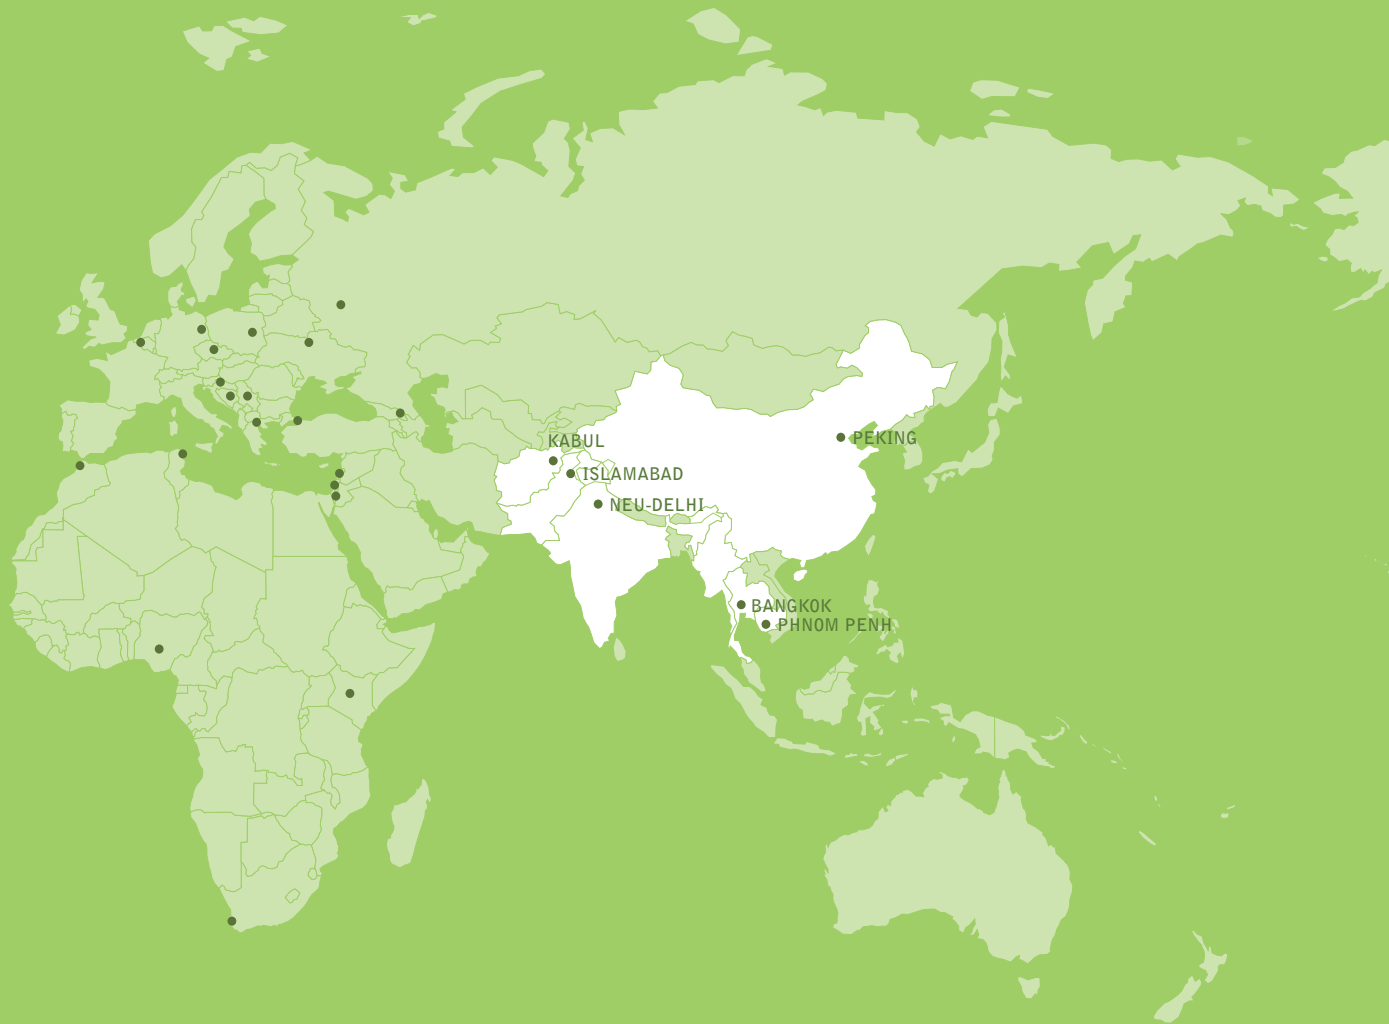 PEKING
KABUL
ISLAMABAD
NEU-DELHI
BANGKOK
PHNOM PENH